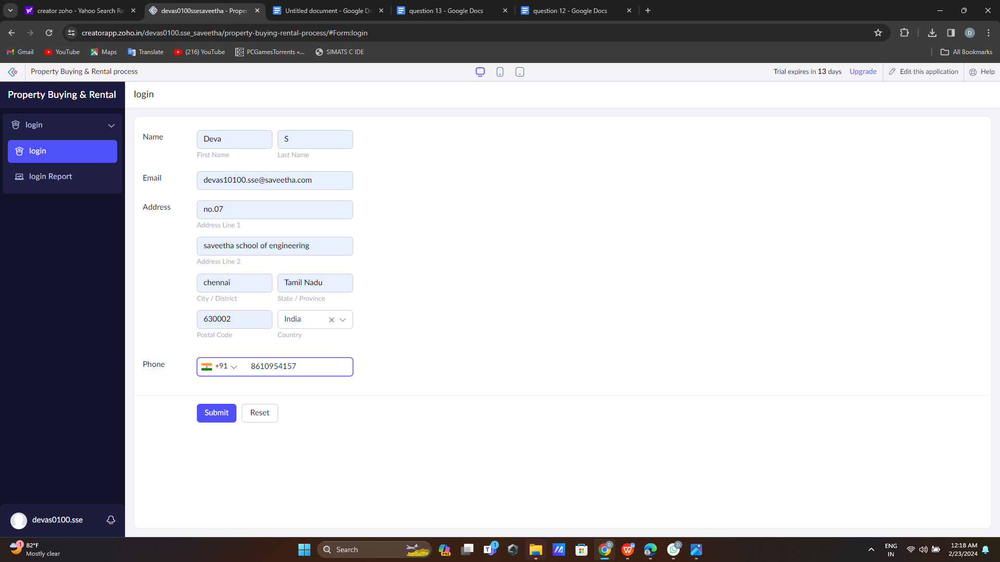 creator zoho - Yahoo Search Re
devas0100ssesaveetha - Proper
Untitled document - Google Do
question 13 - Google Docs
question 12 - Google Docs
creatorapp.zoho.in/devas0100.sse_saveetha/property-buying-rental-process/#Form:login
D
Gmail
YouTube
Maps
Translate
(216) YouTube
PCGamesTorrents «...
SIMATS C IDE
All Bookmarks
Property Buying & Rental process
Trial expires in 13 days
Upgrade
Edit this application
Help
Property Buying & Rental
login
login
login
login Report
Name
Deva
S
First Name
Last Name
Email
devas10100.sse@saveetha.com
Address
no.07
Address Line 1
saveetha school of engineering
Address Line 2
chennai
Tamil Nadu
City / District
State / Province
630002
India
Postal Code
Country
Phone
+91
8610954157
Submit
Reset
devas0100.sse
1
82°F
Mostly clear
Search
PRE
1
D
D
ENG
IN
12:18 AM
2/23/2024